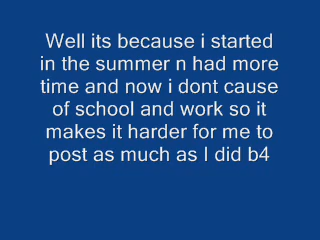 Well its because i started
in the summer n had more
time and now i dont cause
of school and work so it
makes it harder for me to
post as much as I did b4